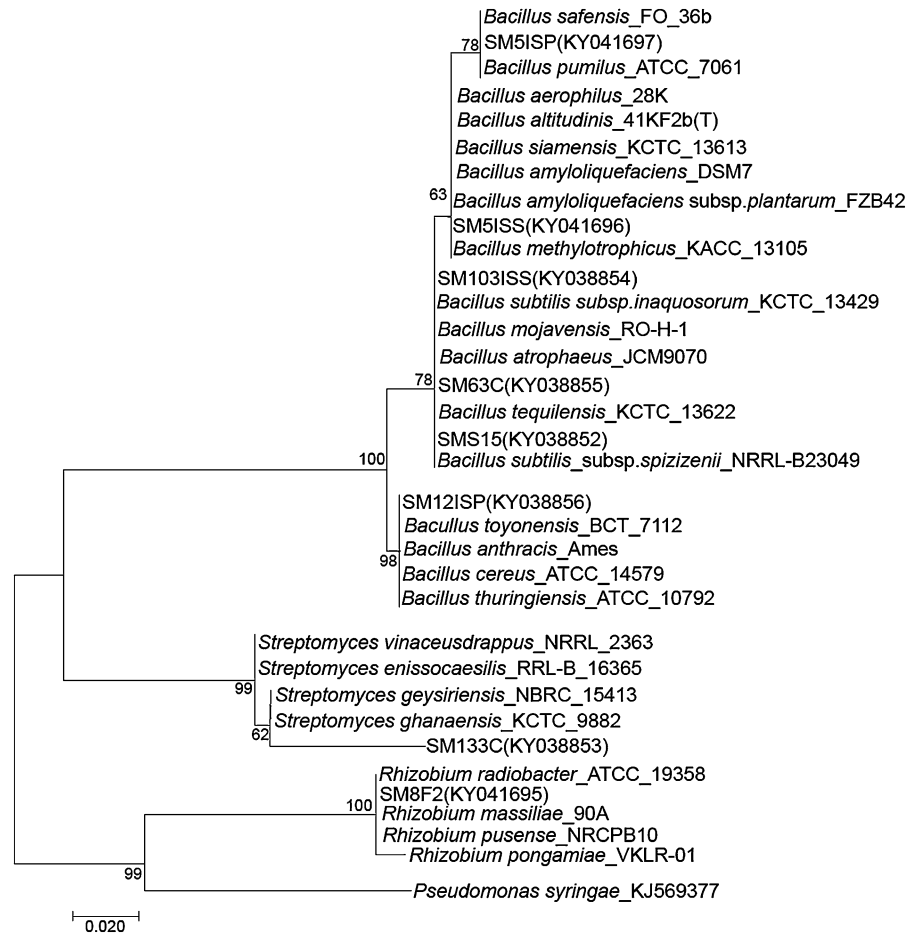 Bacillus safensis_FO_36b
78
SM5ISP(KY041697)
Bacillus pumilus_ATCC_7061
Bacillus aerophilus_28K
Bacillus altitudinis_41KF2b(T)
Bacillus siamensis_KCTC_13613
Bacillus amyloliquefaciens_DSM7
63
Bacillus amyloliquefaciens subsp.plantarum_FZB42
SM5ISS(KY041696)
Bacillus methylotrophicus_KACC_13105
SM103ISS(KY038854)
Bacillus subtilis subsp.inaquosorum_KCTC_13429
Bacillus mojavensis_RO-H-1
Bacillus atrophaeus_JCM9070
78
SM63C(KY038855)
Bacillus tequilensis_KCTC_13622
SMS15(KY038852)
100
Bacillus subtilis_subsp.spizizenii_NRRL-B23049
SM12ISP(KY038856)
Bacullus toyonensis_BCT_7112
Bacillus anthracis_Ames
98
Bacillus cereus_ATCC_14579
Bacillus thuringiensis_ATCC_10792
Streptomyces vinaceusdrappus_NRRL_2363
Streptomyces enissocaesilis_RRL-B_16365
99
Streptomyces geysiriensis_NBRC_15413
Streptomyces ghanaensis_KCTC_9882
62
SM133C(KY038853)
Rhizobium radiobacter_ATCC_19358
SM8F2(KY041695)
100
Rhizobium massiliae_90A
Rhizobium pusense_NRCPB10
Rhizobium pongamiae_VKLR-01
99
Pseudomonas syringae_KJ569377
0.020